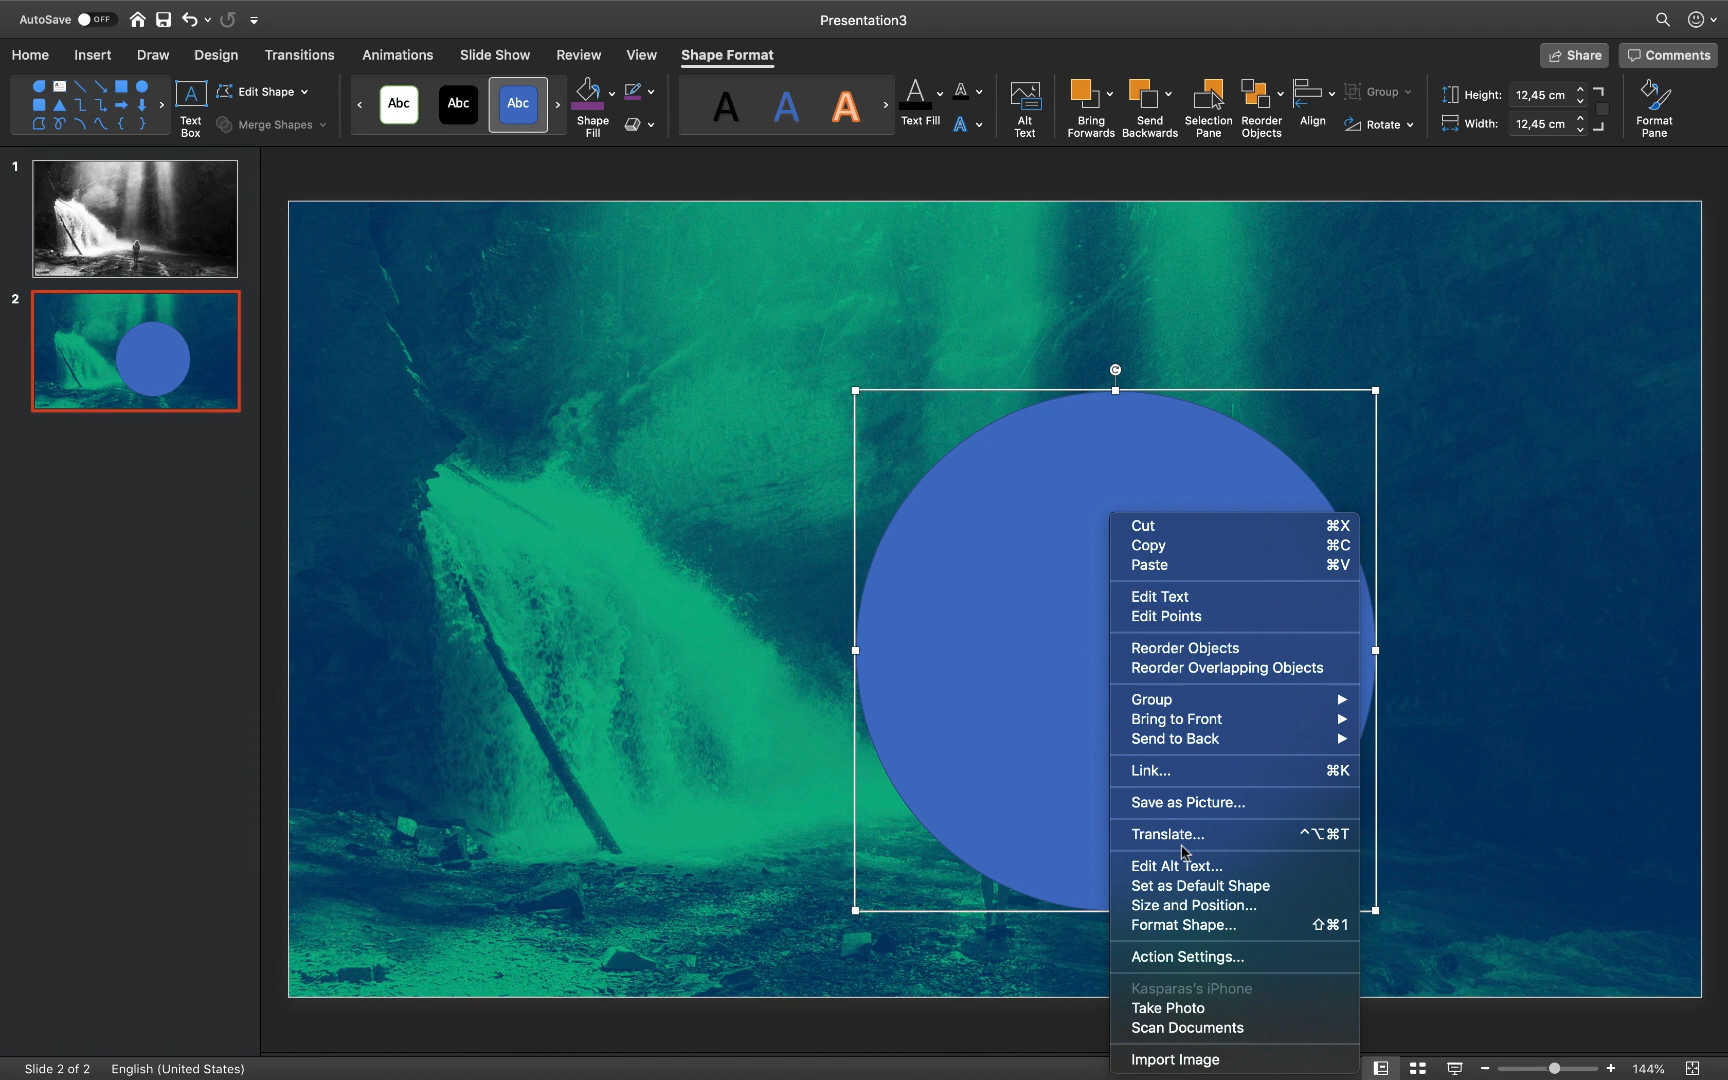 AutoSave OFF
Presentation3
Home Insert Draw Design Transitions Animations Slide Show Review View Shape Format
Share Comments
Text Box
Edit Shape
Merge Shapes
Abc Abc Abc
Shape Fill
A A A
Text Fill
Alt Text
Bring Forwards
Send Backwards
Selection Pane
Reorder Objects
Align
Group
Rotate
Height: 12,45 cm
Width: 12,45 cm
Format Pane
1
2
Cut ⌘X
Copy ⌘C
Paste ⌘V
Edit Text
Edit Points
Reorder Objects
Reorder Overlapping Objects
Group
Bring to Front
Send to Back
Link... ⌘K
Save as Picture...
Translate... ^⌥⌘T
Edit Alt Text...
Set as Default Shape
Size and Position...
Format Shape... ⇧⌘1
Action Settings...
Kasparas's iPhone
Take Photo
Scan Documents
Import Image
Slide 2 of 2 English (United States)
144%